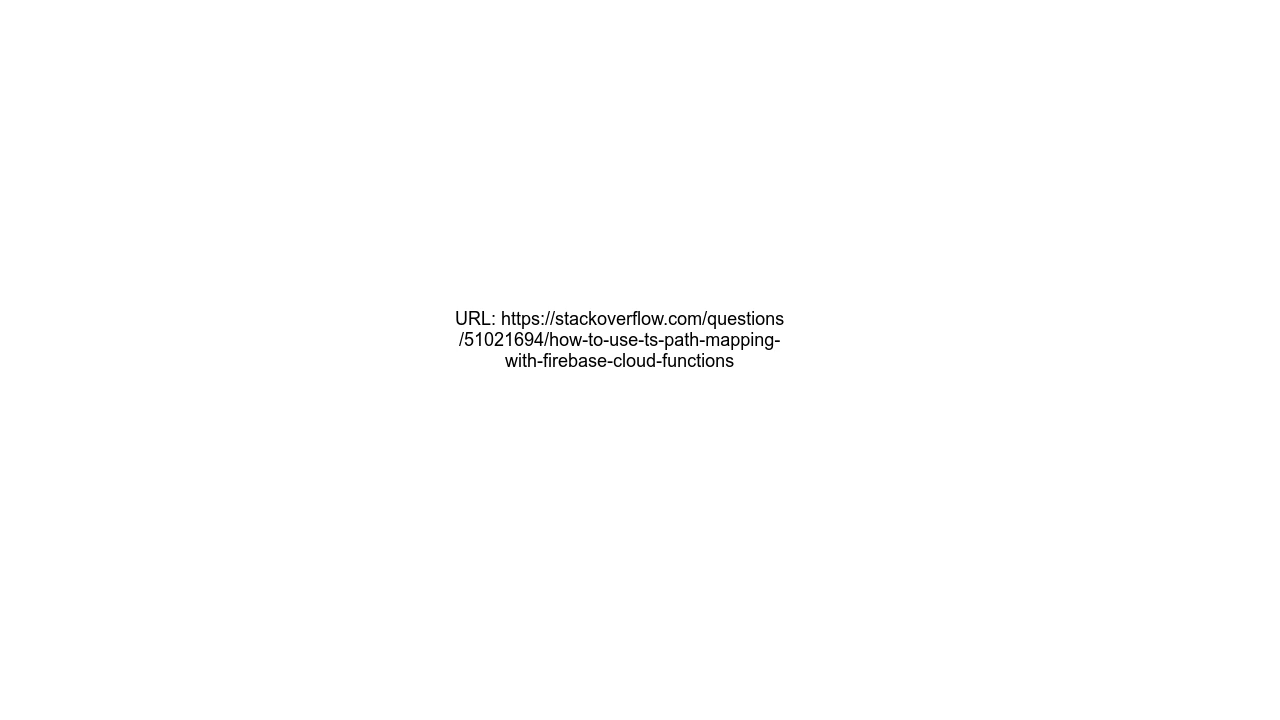 URL: https://stackoverflow.com/questions
/51021694/how-to-use-ts-path-mapping-
with-firebase-cloud-functions